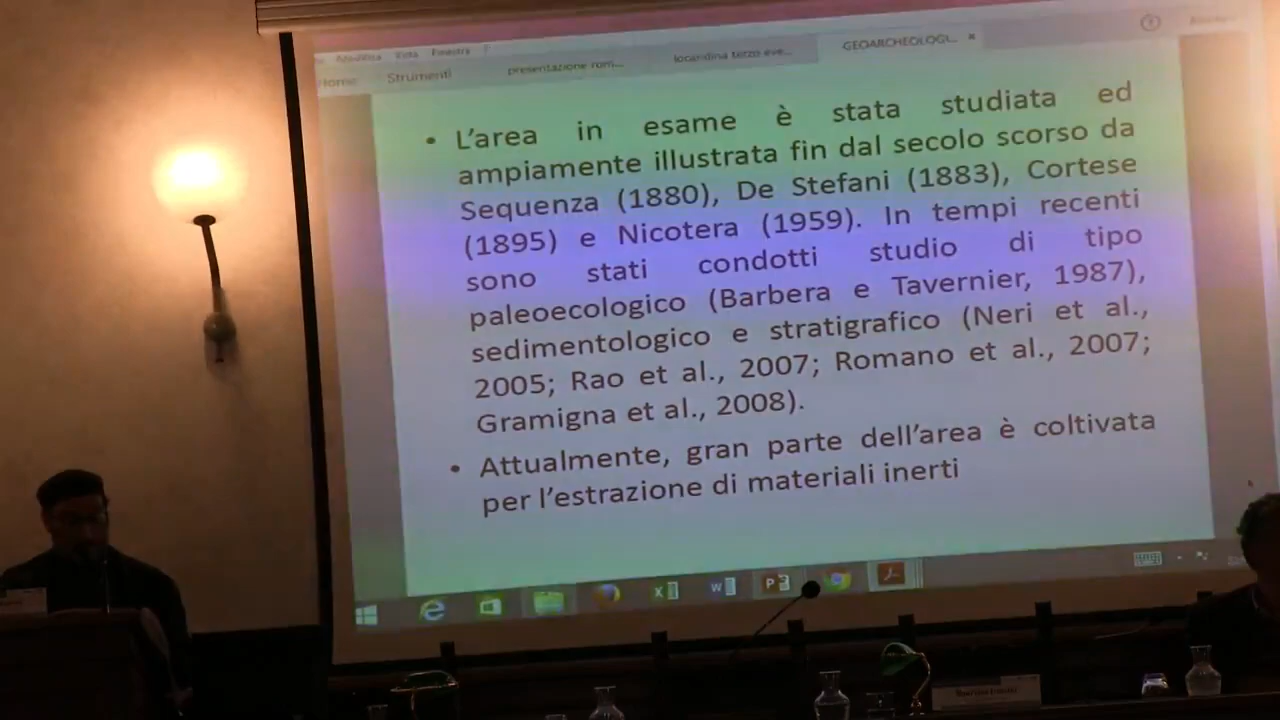 Modifica Vista Finestra ?
Home Strumenti presentazione rom... locandina terzo eve... GEOARCHEOLOGI... ×
• L’area in esame è stata studiata ed
ampiamente illustrata fin dal secolo scorso da
Sequenza (1880), De Stefani (1883), Cortese
(1895) e Nicotera (1959). In tempi recenti
sono stati condotti studio di tipo
paleoecologico (Barbera e Tavernier, 1987),
sedimentologico e stratigrafico (Neri et al.,
2005; Rao et al., 2007; Romano et al., 2007;
Gramigna et al., 2008).
• Attualmente, gran parte dell’area è coltivata
per l’estrazione di materiali inerti